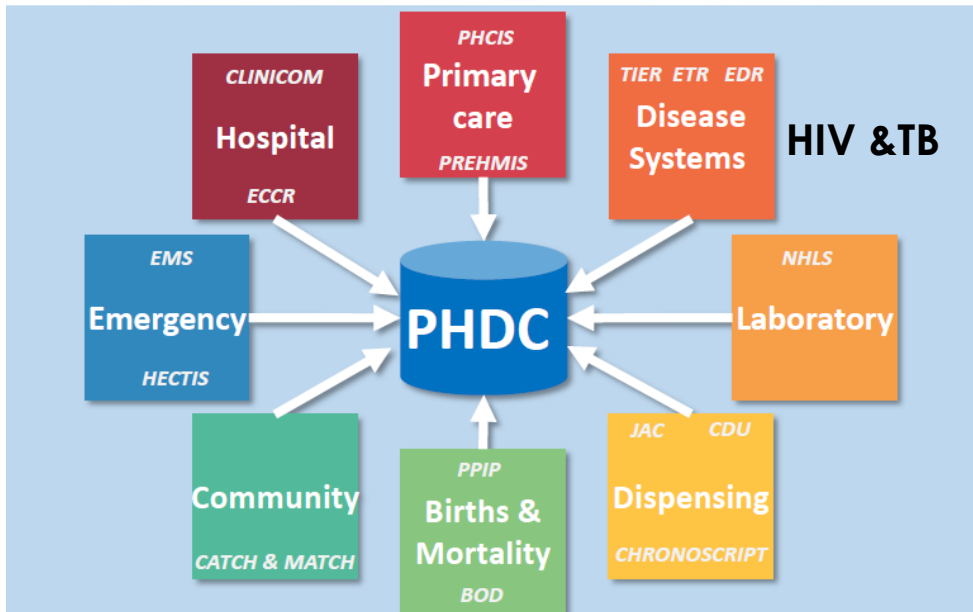 PHCIS
Primary
care
PREHMIS
CLINICOM
Hospital
ECCR
TIER ETR EDR
Disease
Systems
HIV &TB
EMS
Emergency
HECTIS
PHDC
NHLS
Laboratory
Community
CATCH & MATCH
PPIP
Births &
Mortality
BOD
JAC CDU
Dispensing
CHRONOSCRIPT